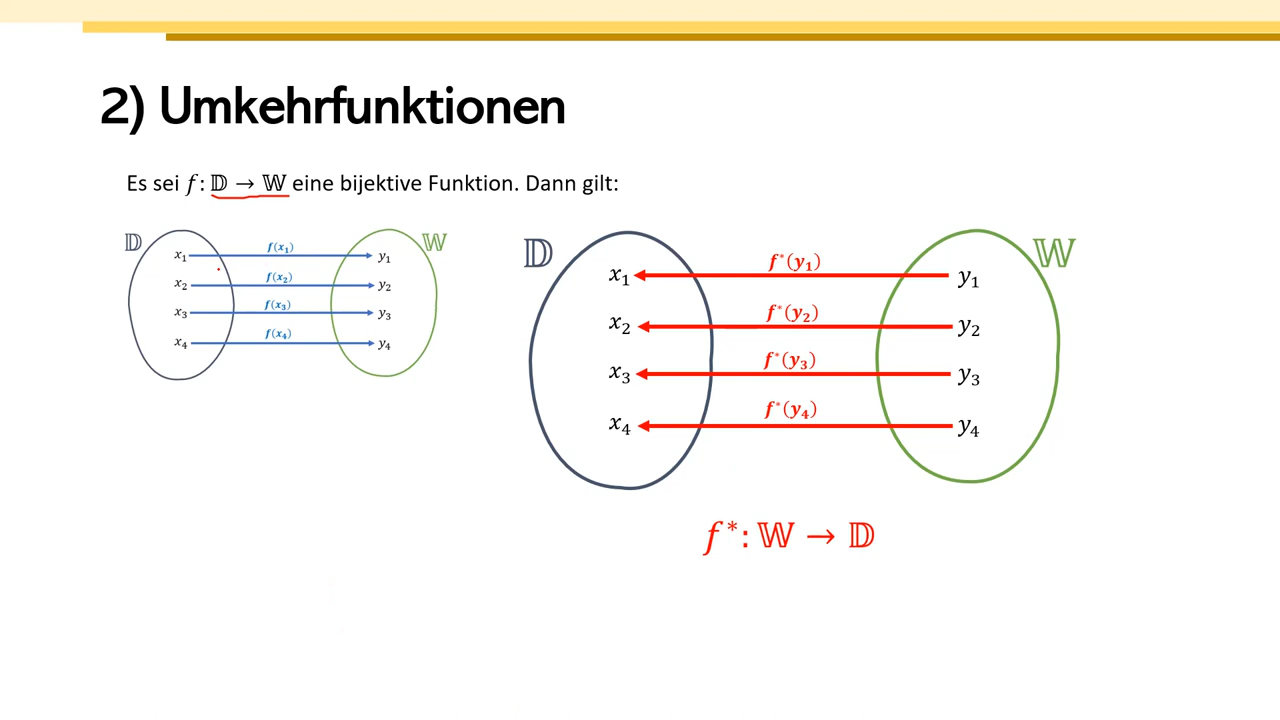 2) Umkehrfunktionen
Es sei f: 𝔻 → 𝕎 eine bijektive Funktion. Dann gilt:
𝔻 𝕎
x₁ f(x₁) y₁
x₂ f(x₂) y₂
x₃ f(x₃) y₃
x₄ f(x₄) y₄
𝔻 𝕎
x₁ f*(y₁) y₁
x₂ f*(y₂) y₂
x₃ f*(y₃) y₃
x₄ f*(y₄) y₄
f*: 𝕎 → 𝔻